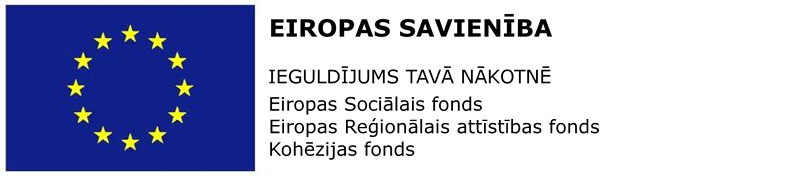 EIROPAS SAVIENĪBA
IEGULDĪJUMS TAVĀ NĀKOTNĒ
Eiropas Sociālais fonds
Eiropas Reģionālais attīstības fonds
Kohēzijas fonds